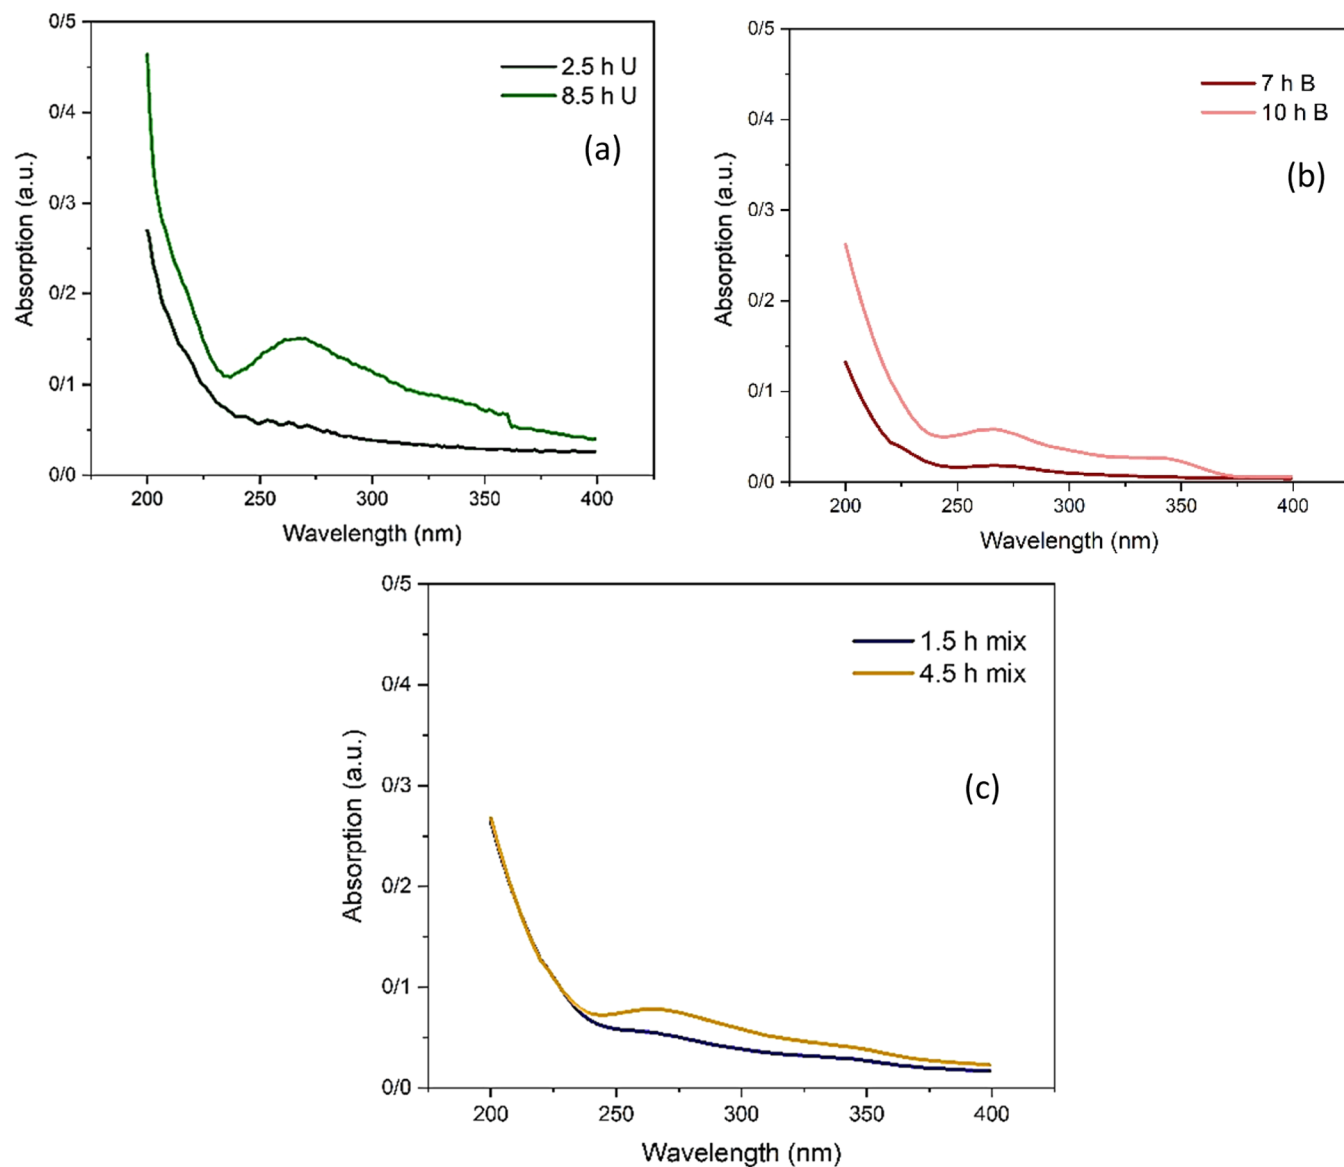 0/5
0/4
0/3
0/2
0/1
0/0
Absorption (a.u.)
2.5 h U
8.5 h U
(a)
200 250 300 350 400
Wavelength (nm)
0/5
0/4
0/3
0/2
0/1
0/0
Absorption (a.u.)
7 h B
10 h B
(b)
200 250 300 350 400
Wavelength (nm)
0/5
0/4
0/3
0/2
0/1
0/0
Absorption (a.u.)
1.5 h mix
4.5 h mix
(c)
200 250 300 350 400
Wavelength (nm)